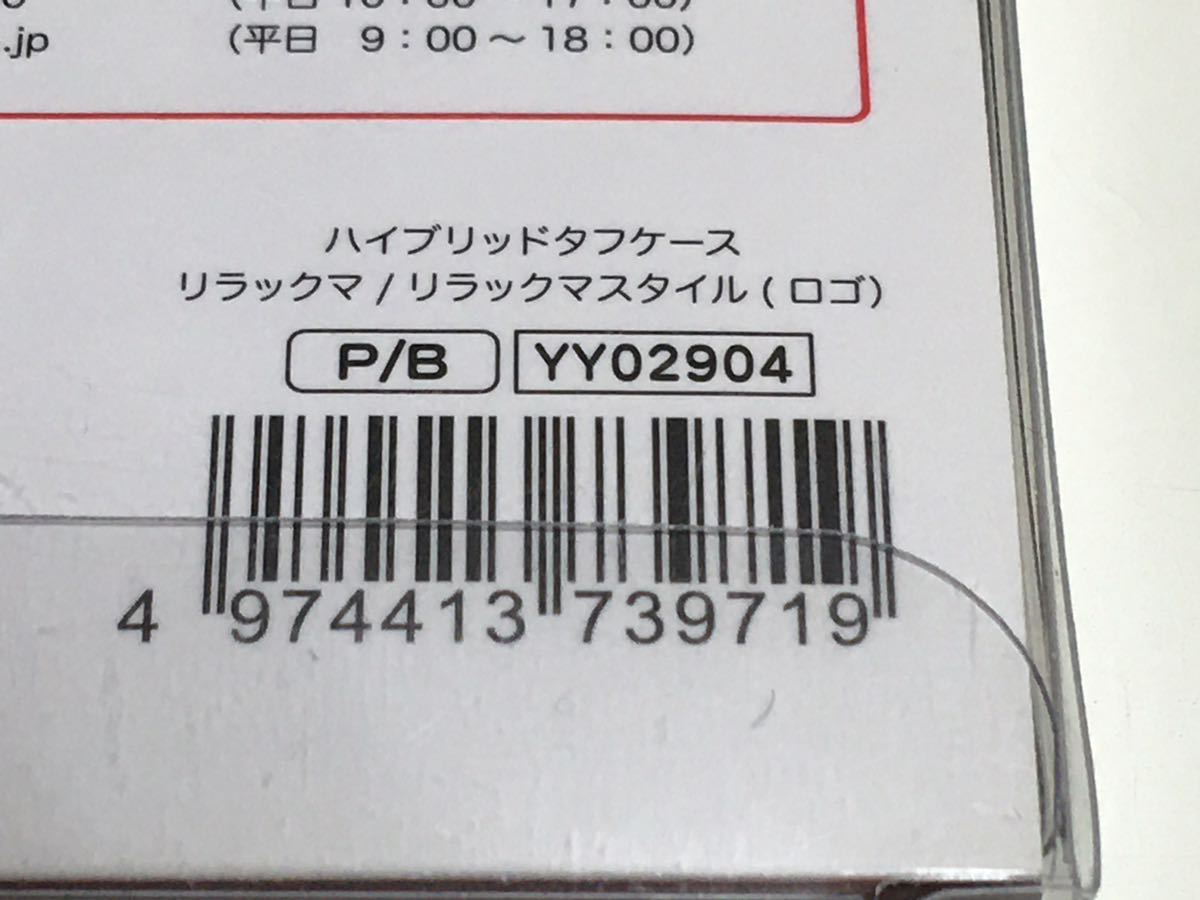 .jp （平日 9：00～18：00）
ハイブリッドタフケース
リラックマ / リラックマスタイル ( ロゴ）
P/B YY02904
4 974413 739719